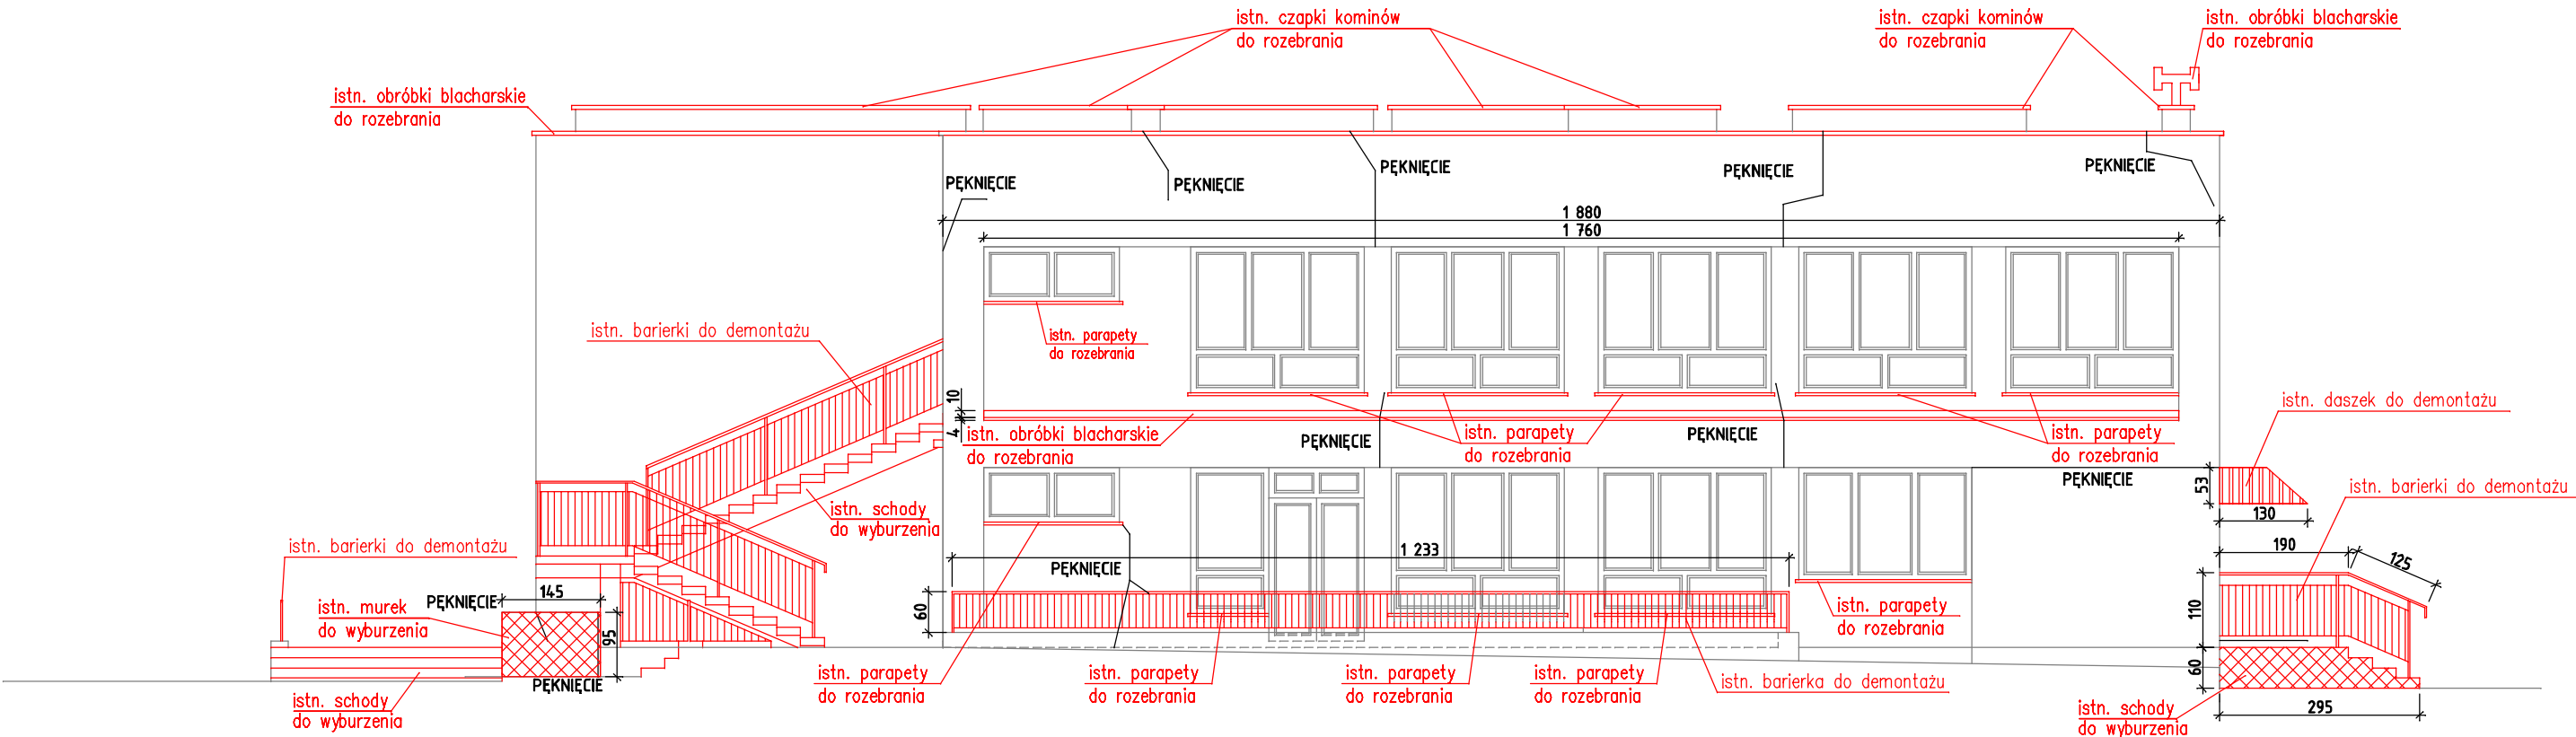 istn. czapki kominów
do rozebrania
istn. czapki kominów
do rozebrania
istn. obróbki blacharskie
do rozebrania
istn. obróbki blacharskie
do rozebrania
PĘKNIĘCIE
PĘKNIĘCIE
PĘKNIĘCIE
PĘKNIĘCIE
PĘKNIĘCIE
1 880
1 760
istn. barierki do demontażu
istn. parapety
do rozebrania
10
4
istn. obróbki blacharskie
do rozebrania
PĘKNIĘCIE
istn. parapety
do rozebrania
PĘKNIĘCIE
istn. parapety
do rozebrania
istn. daszek do demontażu
PĘKNIĘCIE
53
130
istn. barierki do demontażu
istn. schody
do wyburzenia
istn. barierki do demontażu
1 233
PĘKNIĘCIE
190
125
110
60
istn. murek
do wyburzenia
PĘKNIĘCIE
145
95
60
istn. parapety
do rozebrania
PĘKNIĘCIE
istn. schody
do wyburzenia
istn. parapety
do rozebrania
istn. parapety
do rozebrania
istn. parapety
do rozebrania
istn. parapety
do rozebrania
istn. barierka do demontażu
istn. schody
do wyburzenia
295